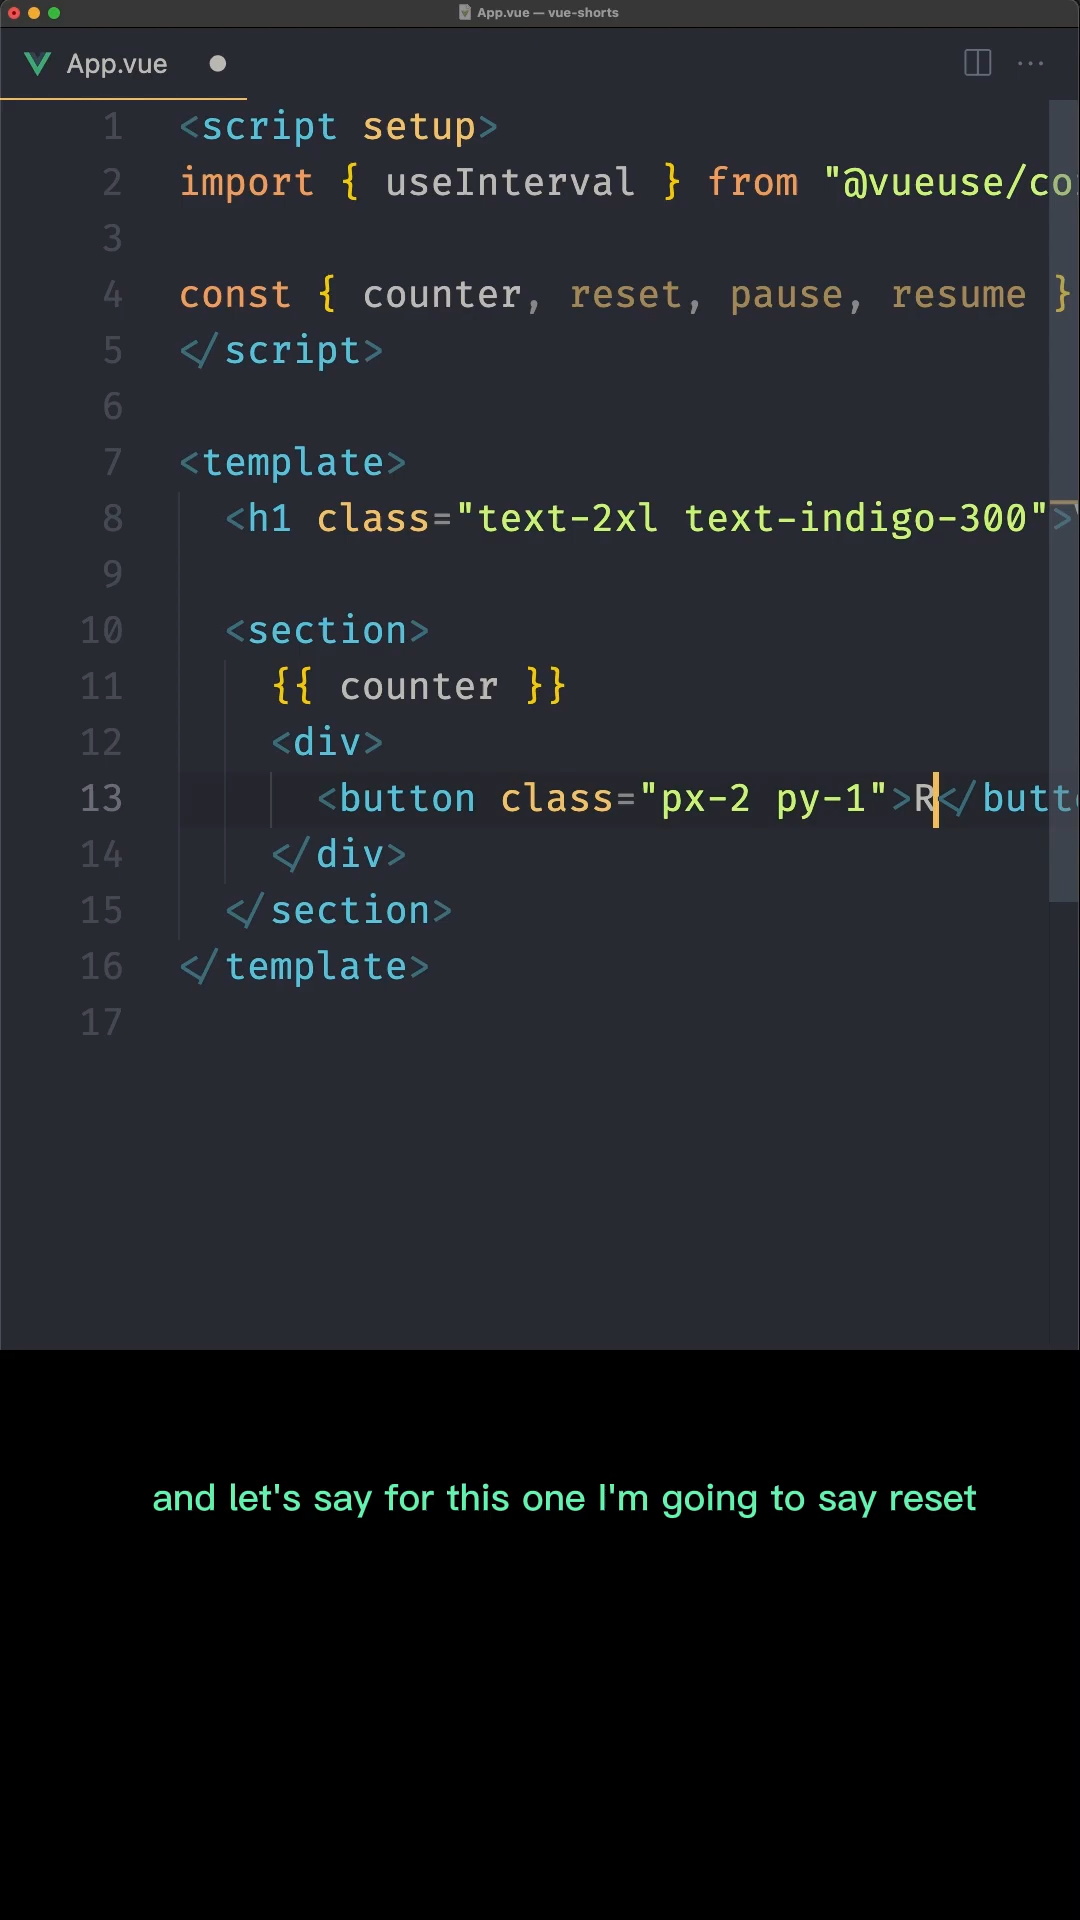 App.vue — vue-shorts
App.vue
1 <script setup>
2 import { useInterval } from "@vueuse/co
3
4 const { counter, reset, pause, resume }
5 </script>
6
7 <template>
8 <h1 class="text-2xl text-indigo-300">
9
10 <section>
11 {{ counter }}
12 <div>
13 <button class="px-2 py-1">R</butt
14 </div>
15 </section>
16 </template>
17
and let's say for this one I'm going to say reset